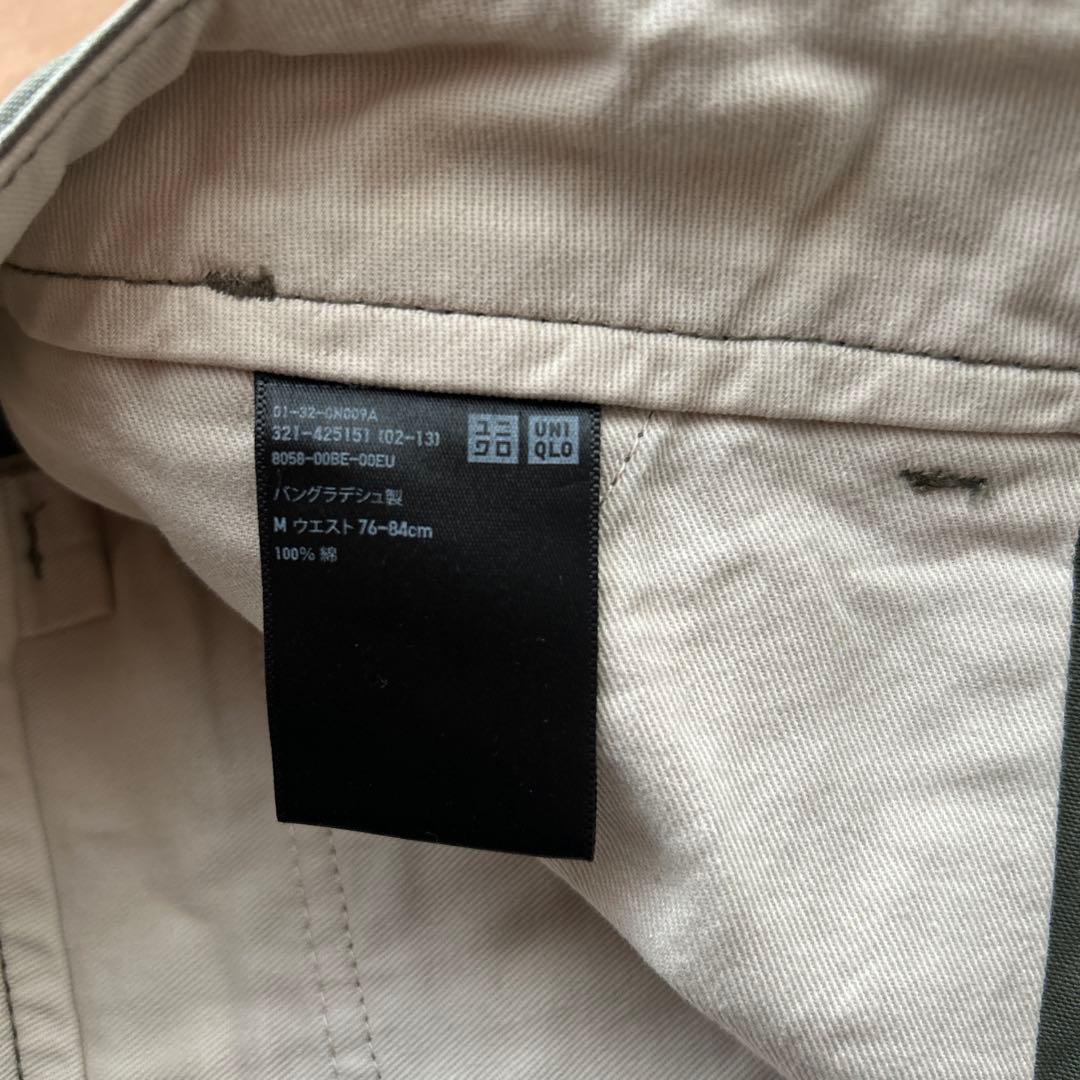 01-32-GN009A
321-425151 (02-13)
8058-00BE-00EU
バングラデシュ製
M ウエスト 76-84cm
100% 綿
ユニ
クロ
UNI
QLO